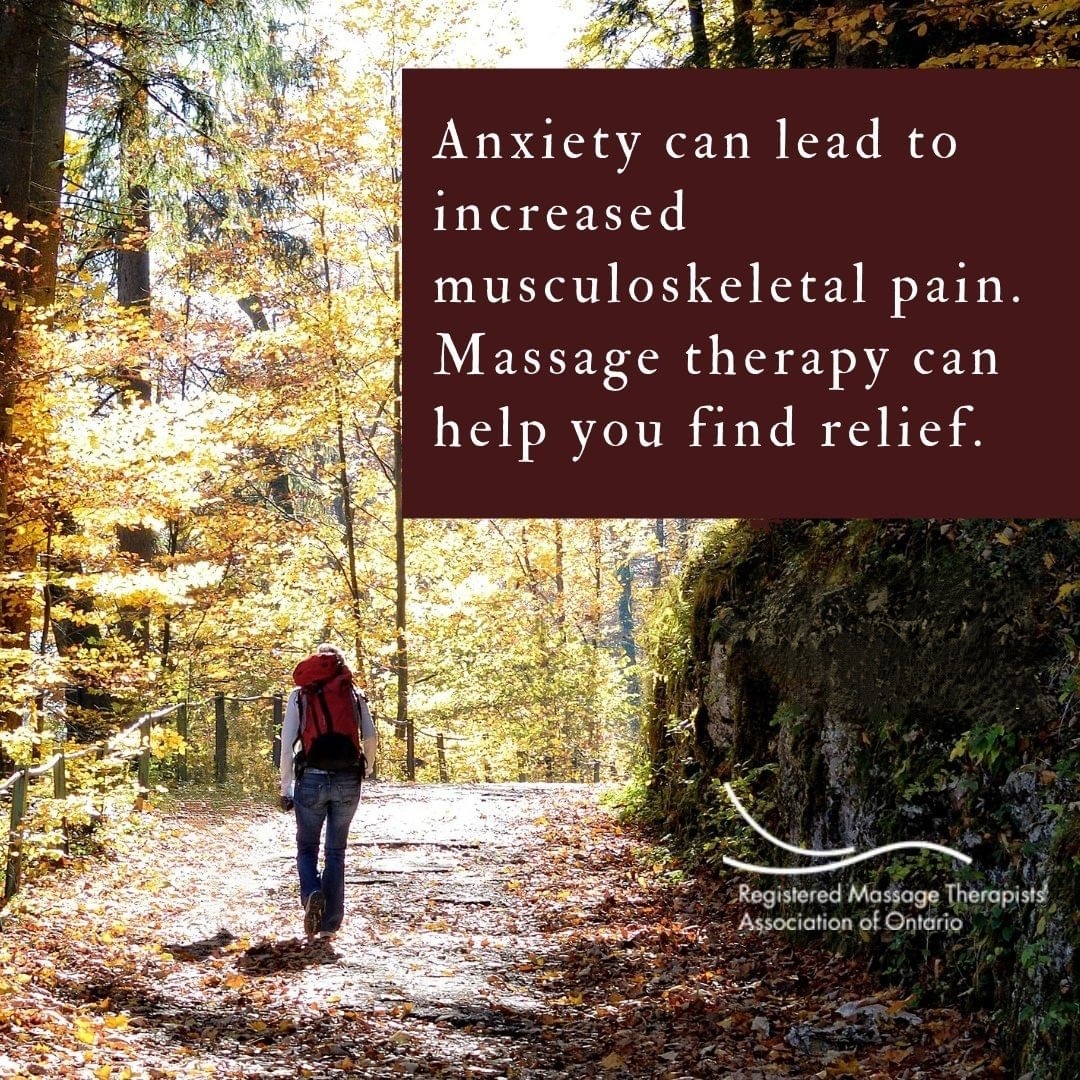 Anxiety can lead to
increased
musculoskeletal pain.
Massage therapy can
help you find relief.
Registered Massage Therapists'
Association of Ontario